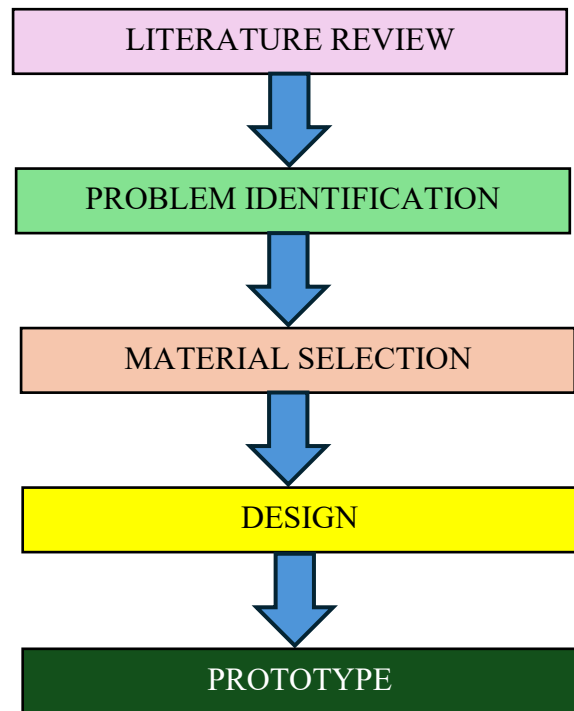 LITERATURE REVIEW
PROBLEM IDENTIFICATION
MATERIAL SELECTION
DESIGN
PROTOTYPE